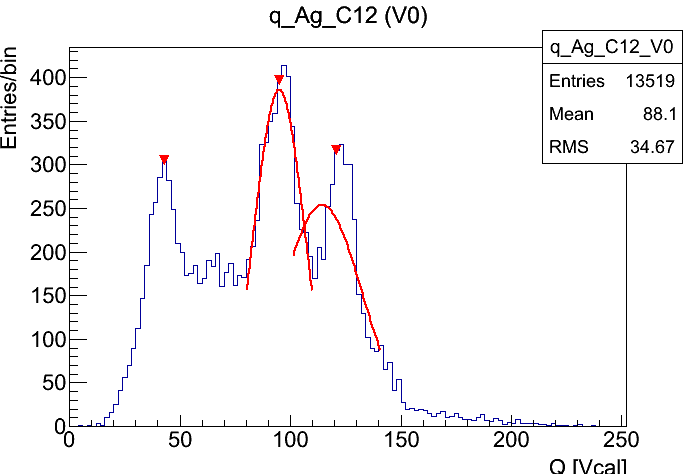 q_Ag_C12 (V0)
q_Ag_C12_V0
Entries 13519
Mean 88.1
RMS 34.67
Entries/bin
400
350
300
250
200
150
100
50
0
0 50 100 150 200 250
Q [Vcal]